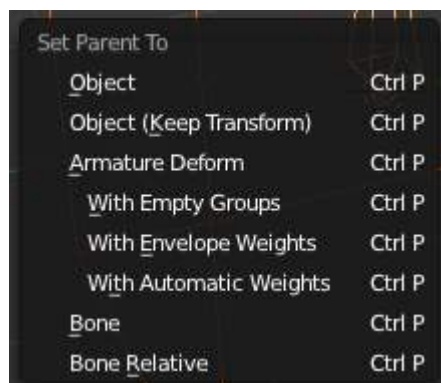 Set Parent To
Object Ctrl P
Object (Keep Transform) Ctrl P
Armature Deform Ctrl P
With Empty Groups Ctrl P
With Envelope Weights Ctrl P
With Automatic Weights Ctrl P
Bone Ctrl P
Bone Relative Ctrl P